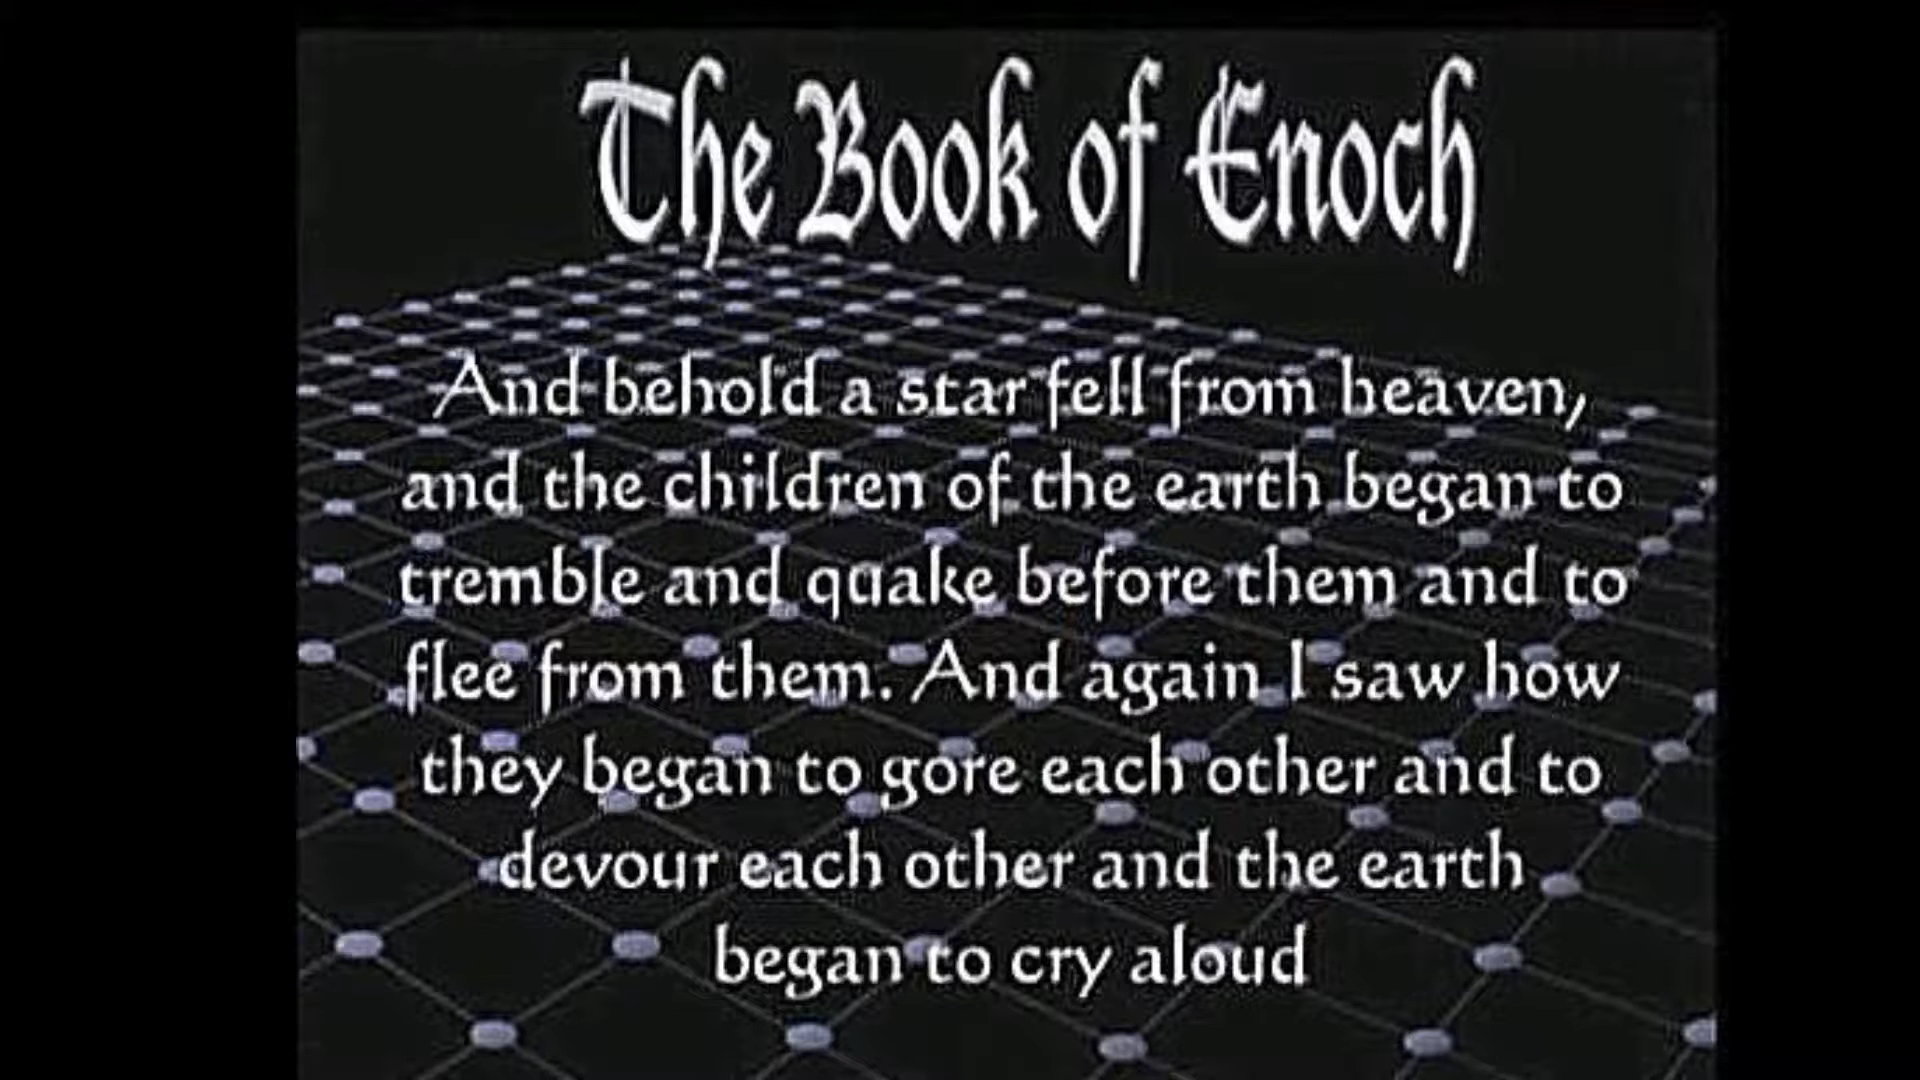 The Book of Enoch
And behold a star fell from heaven,
and the children of the earth began to
tremble and quake before them and to
flee from them. And again I saw how
they began to gore each other and to
devour each other and the earth
began to cry aloud